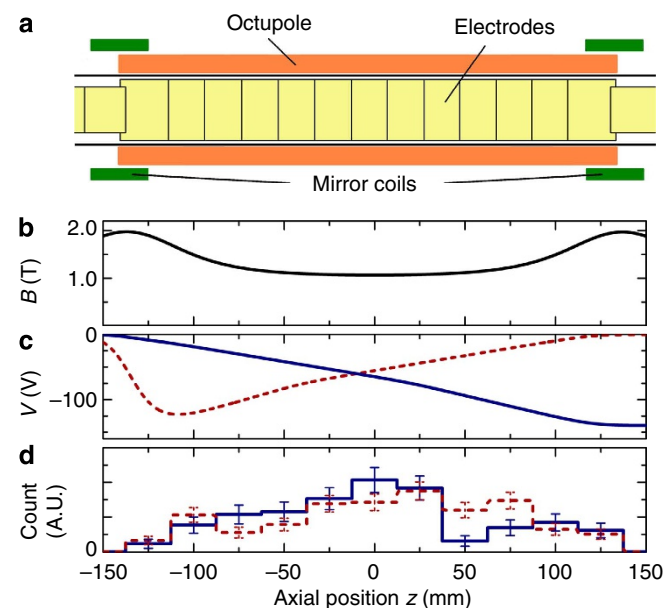 a
Octupole
Electrodes
Mirror coils
b
2.0
1.0
B (T)
c
0
−100
V (V)
d
Count
(A.U.)
0
−150 −100 −50 0 50 100 150
Axial position z (mm)